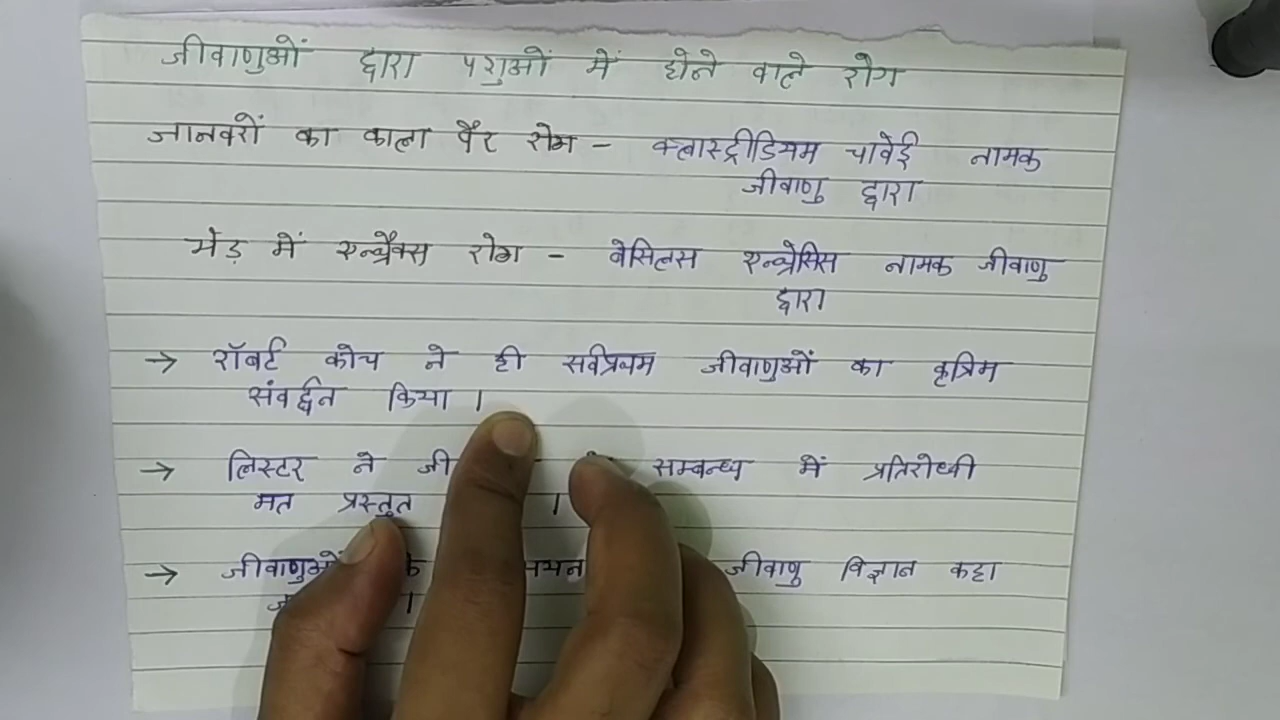 जीवाणुओं द्वारा पशुओं में होने वाले रोग
जानवरों का काला पैर रोग - क्लास्ट्रीडियम चावेई नामक
जीवाणु द्वारा
भेड़ में एन्थ्रैक्स रोग - बेसिलस एन्थ्रेसिस नामक जीवाणु
द्वारा
→ रॉबर्ट कोच ने ही सर्वप्रथम जीवाणुओं का कृत्रिम
संवर्द्धन किया ।
→ लिस्टर ने सम्बन्ध में प्रतिरोधी
मत प्रस्तुत ।
→ जीवाणुओं के जीवाणु विज्ञान कहा
।